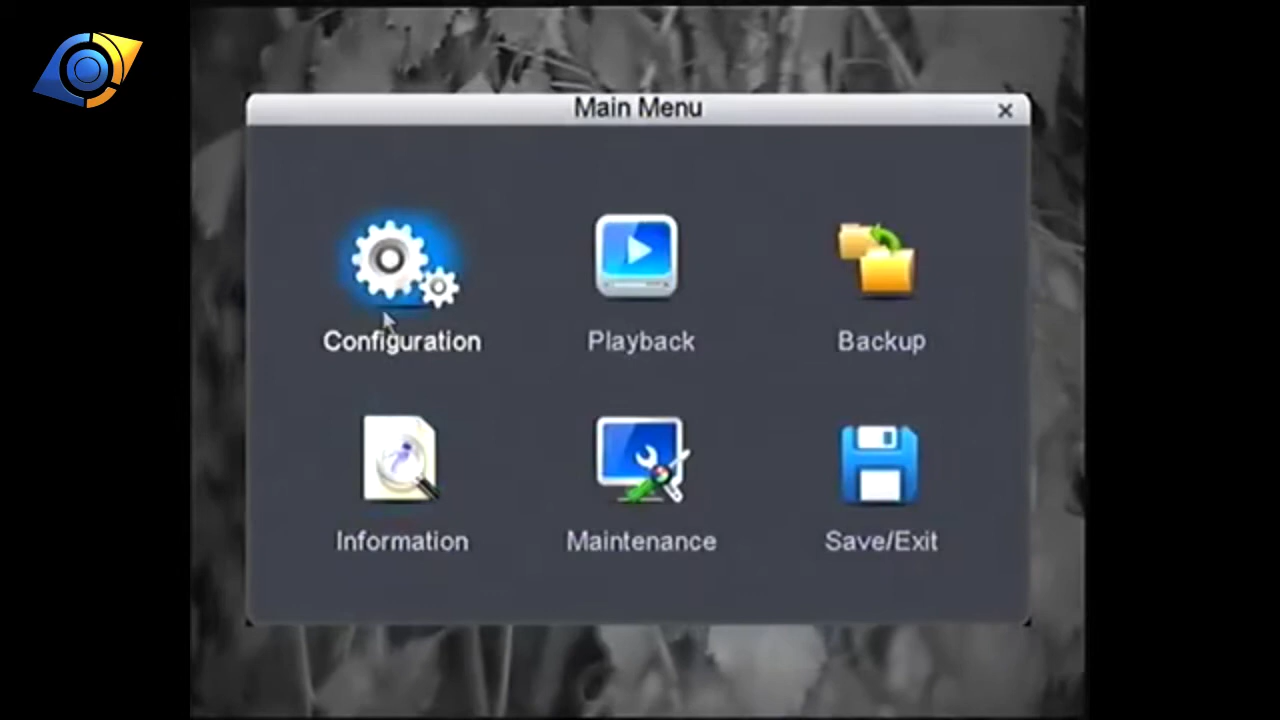 Main Menu
Configuration
Playback
Backup
Information
Maintenance
Save/Exit